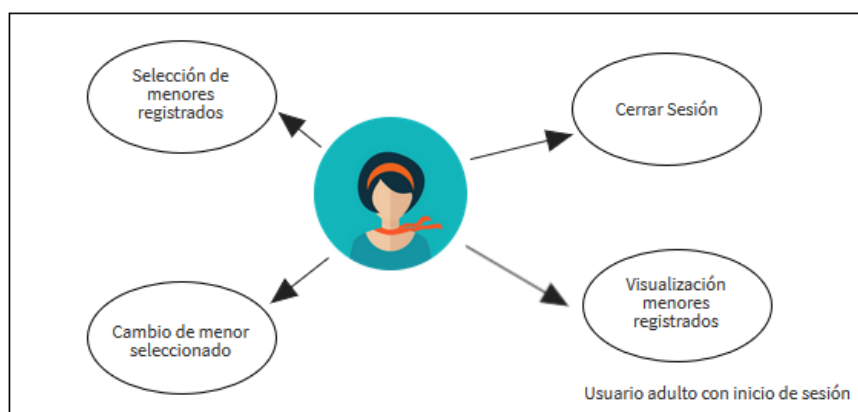 Selección de
menores
registrados
Cerrar Sesión
Cambio de menor
seleccionado
Visualización
menores
registrados
Usuario adulto con inicio de sesión